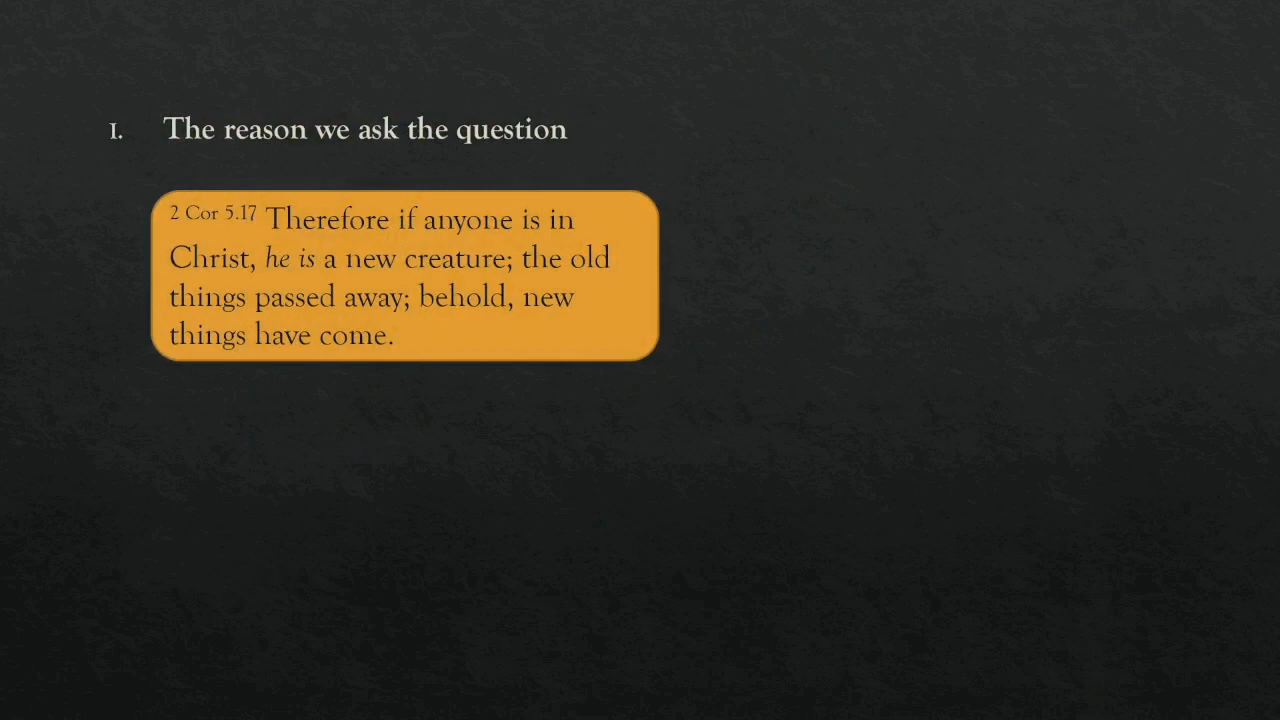 I. The reason we ask the question
2 Cor 5.17 Therefore if anyone is in
Christ, he is a new creature; the old
things passed away; behold, new
things have come.